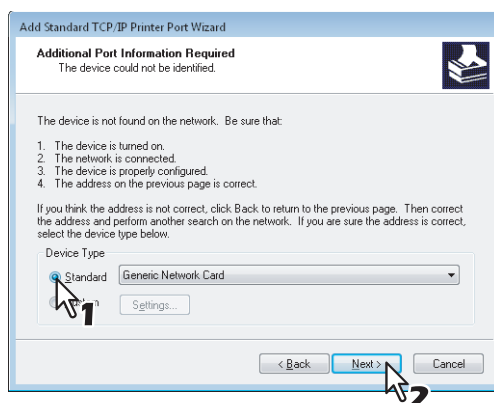 Add Standard TCP/IP Printer Port Wizard
Additional Port Information Required
The device could not be identified.
The device is not found on the network. Be sure that:
1. The device is turned on.
2. The network is connected.
3. The device is properly configured.
4. The address on the previous page is correct.
If you think the address is not correct, click Back to return to the previous page. Then correct
the address and perform another search on the network. If you are sure the address is correct,
select the device type below.
Device Type
Standard Generic Network Card
Settings...
1
< Back Next > Cancel
2